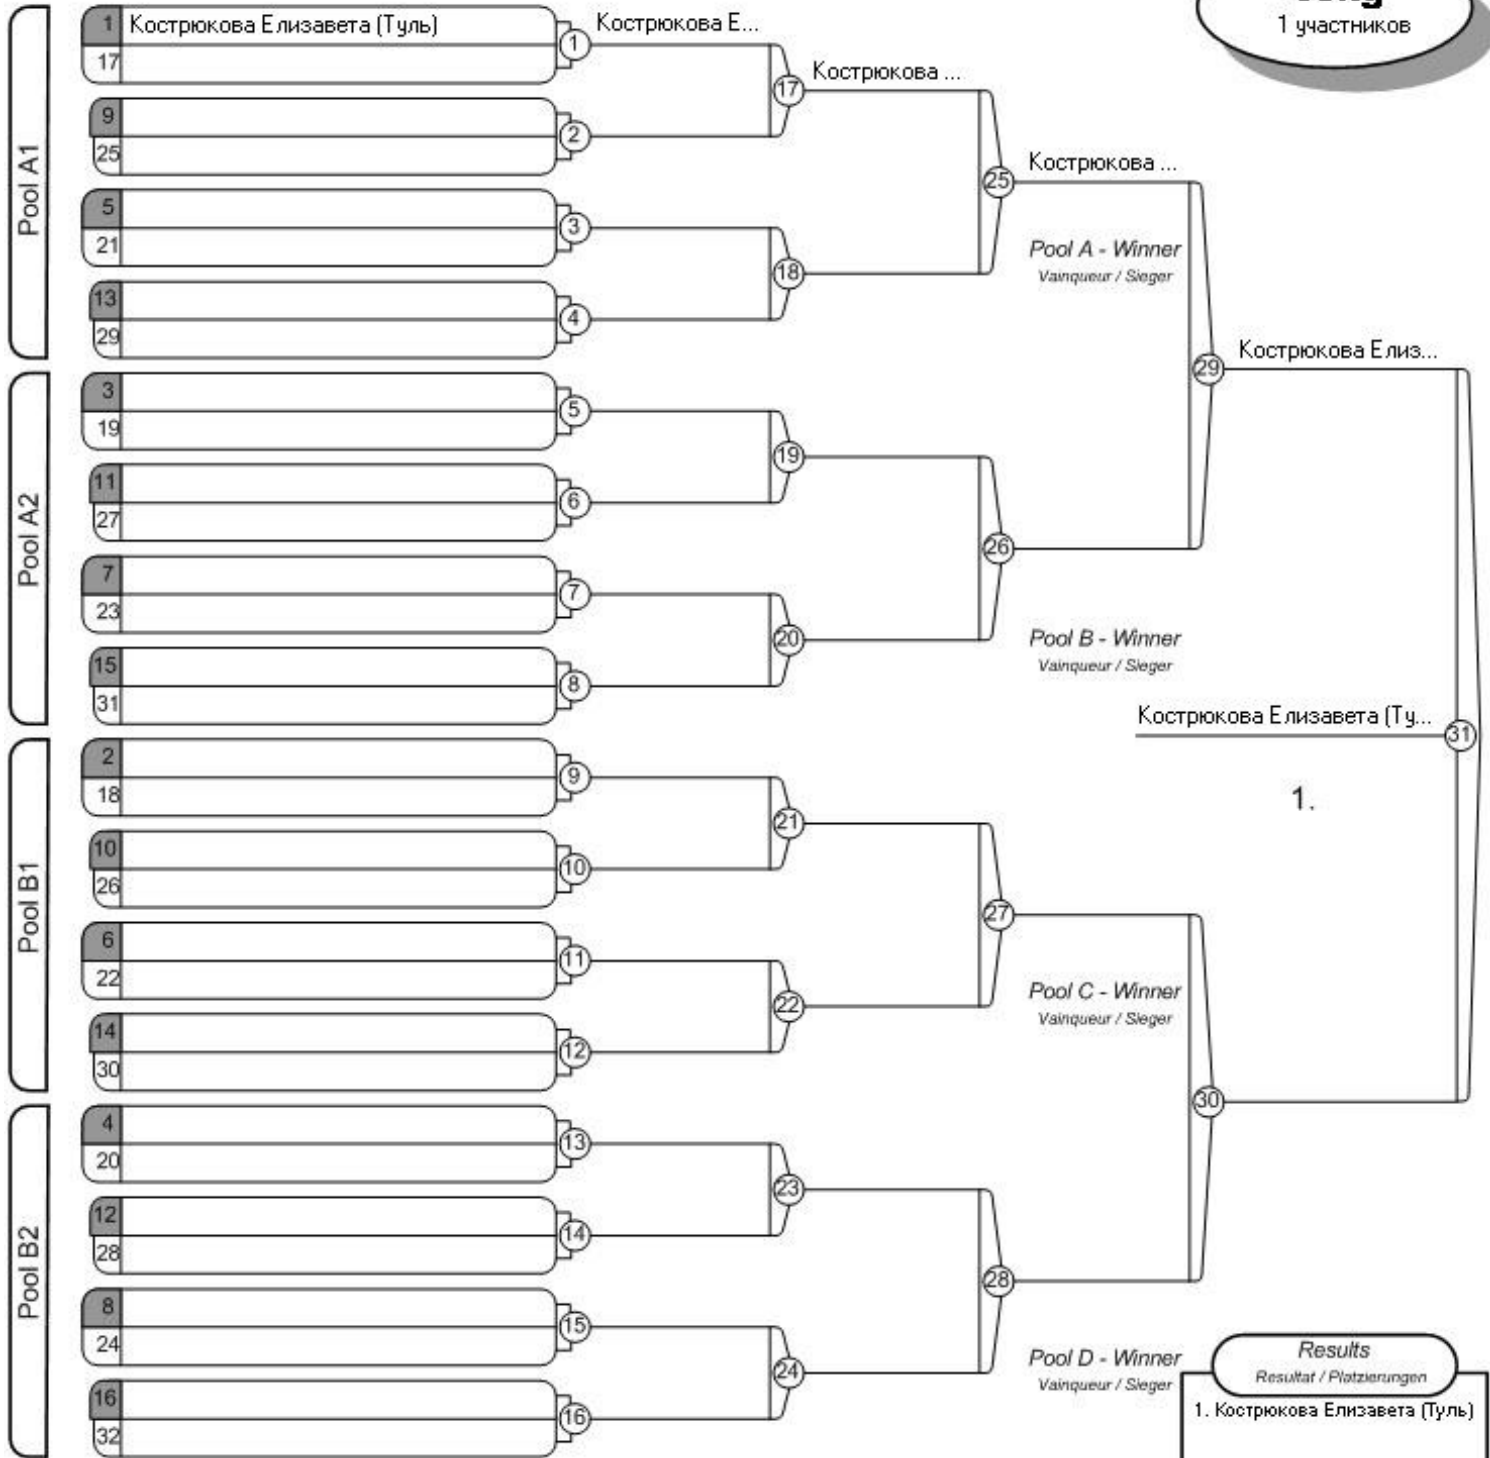 1 участников
1 Кострюкова Елизавета (Туль)
17
1
Кострюкова Е...
17
Кострюкова ...
9
25
2
25
Кострюкова ...
Pool A1
5
21
3
18
Pool A - Winner
Vainqueur / Sieger
13
29
4
29
Кострюкова Елиз...
3
19
5
19
11
27
6
26
Pool A2
7
23
7
20
Pool B - Winner
Vainqueur / Sieger
15
31
8
Кострюкова Елизавета (Ту...
31
1.
2
18
9
21
10
26
10
27
Pool B1
6
22
11
22
Pool C - Winner
Vainqueur / Sieger
14
30
12
30
4
20
13
23
12
28
14
28
Pool B2
8
24
15
24
Pool D - Winner
Vainqueur / Sieger
16
32
16
Results
Resultat / Platzierungen
1. Кострюкова Елизавета (Туль)